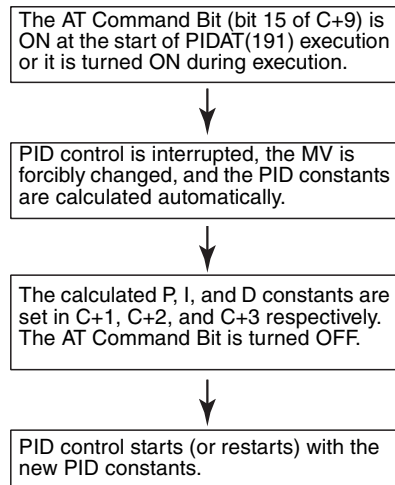 The AT Command Bit (bit 15 of C+9) is
ON at the start of PIDAT(191) execution
or it is turned ON during execution.
PID control is interrupted, the MV is
forcibly changed, and the PID constants
are calculated automatically.
The calculated P, I, and D constants are
set in C+1, C+2, and C+3 respectively.
The AT Command Bit is turned OFF.
PID control starts (or restarts) with the
new PID constants.